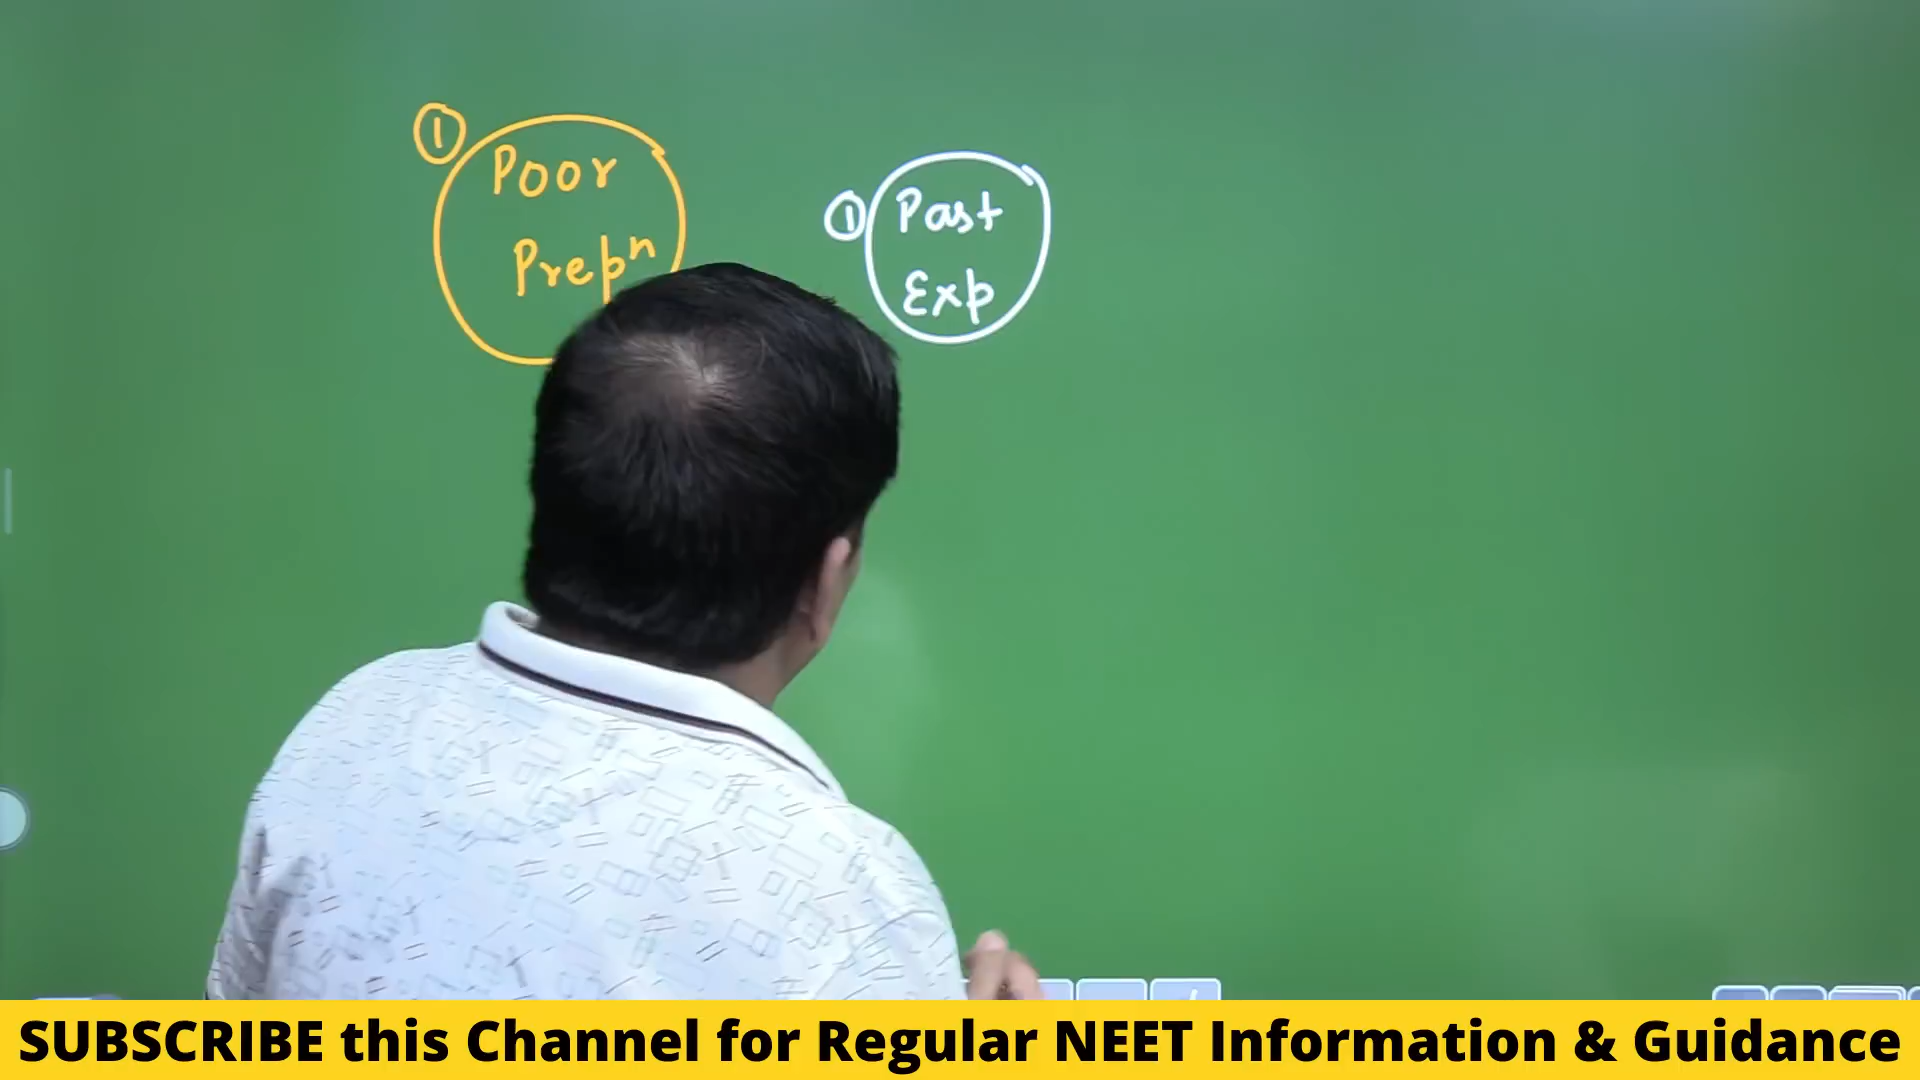 ①
Poor
Prepⁿ
①
Past
Exp
SUBSCRIBE this Channel for Regular NEET Information & Guidance